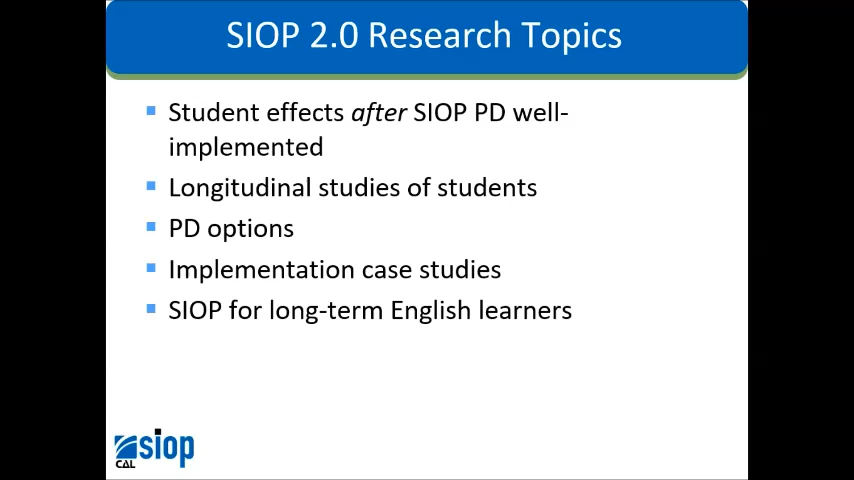 SIOP 2.0 Research Topics
Student effects after SIOP PD well-
implemented
Longitudinal studies of students
PD options
Implementation case studies
SIOP for long-term English learners
siop
CAL